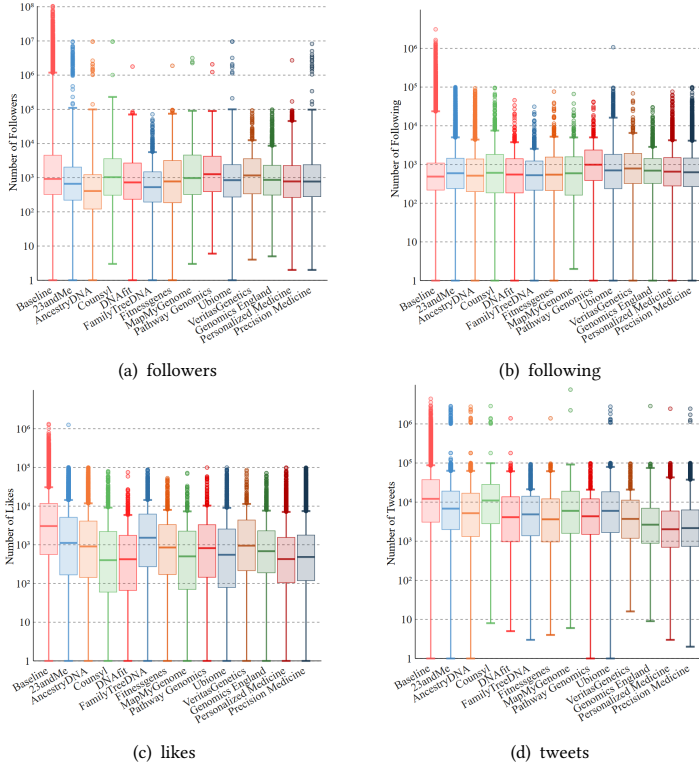 10⁸
10⁷
10⁶
10⁵
10⁴
10³
10²
10
1
Number of Followers
Baseline
23andMe
AncestryDNA
Counsyl
DNAfit
FamilyTreeDNA
Fitnessgenes
MapMyGenome
Pathway Genomics
Ubiome
VeritasGenetics
Genomics England
Personalized Medicine
Precision Medicine
(a) followers
10⁶
10⁵
10⁴
10³
10²
10
1
Number of Following
Baseline
23andMe
AncestryDNA
Counsyl
DNAfit
FamilyTreeDNA
Fitnessgenes
MapMyGenome
Pathway Genomics
Ubiome
VeritasGenetics
Genomics England
Personalized Medicine
Precision Medicine
(b) following
10⁶
10⁵
10⁴
10³
10²
10
1
Number of Likes
Baseline
23andMe
AncestryDNA
Counsyl
DNAfit
FamilyTreeDNA
Fitnessgenes
MapMyGenome
Pathway Genomics
Ubiome
VeritasGenetics
Genomics England
Personalized Medicine
Precision Medicine
(c) likes
10⁶
10⁵
10⁴
10³
10²
10
1
Number of Tweets
Baseline
23andMe
AncestryDNA
Counsyl
DNAfit
FamilyTreeDNA
Fitnessgenes
MapMyGenome
Pathway Genomics
Ubiome
VeritasGenetics
Genomics England
Personalized Medicine
Precision Medicine
(d) tweets